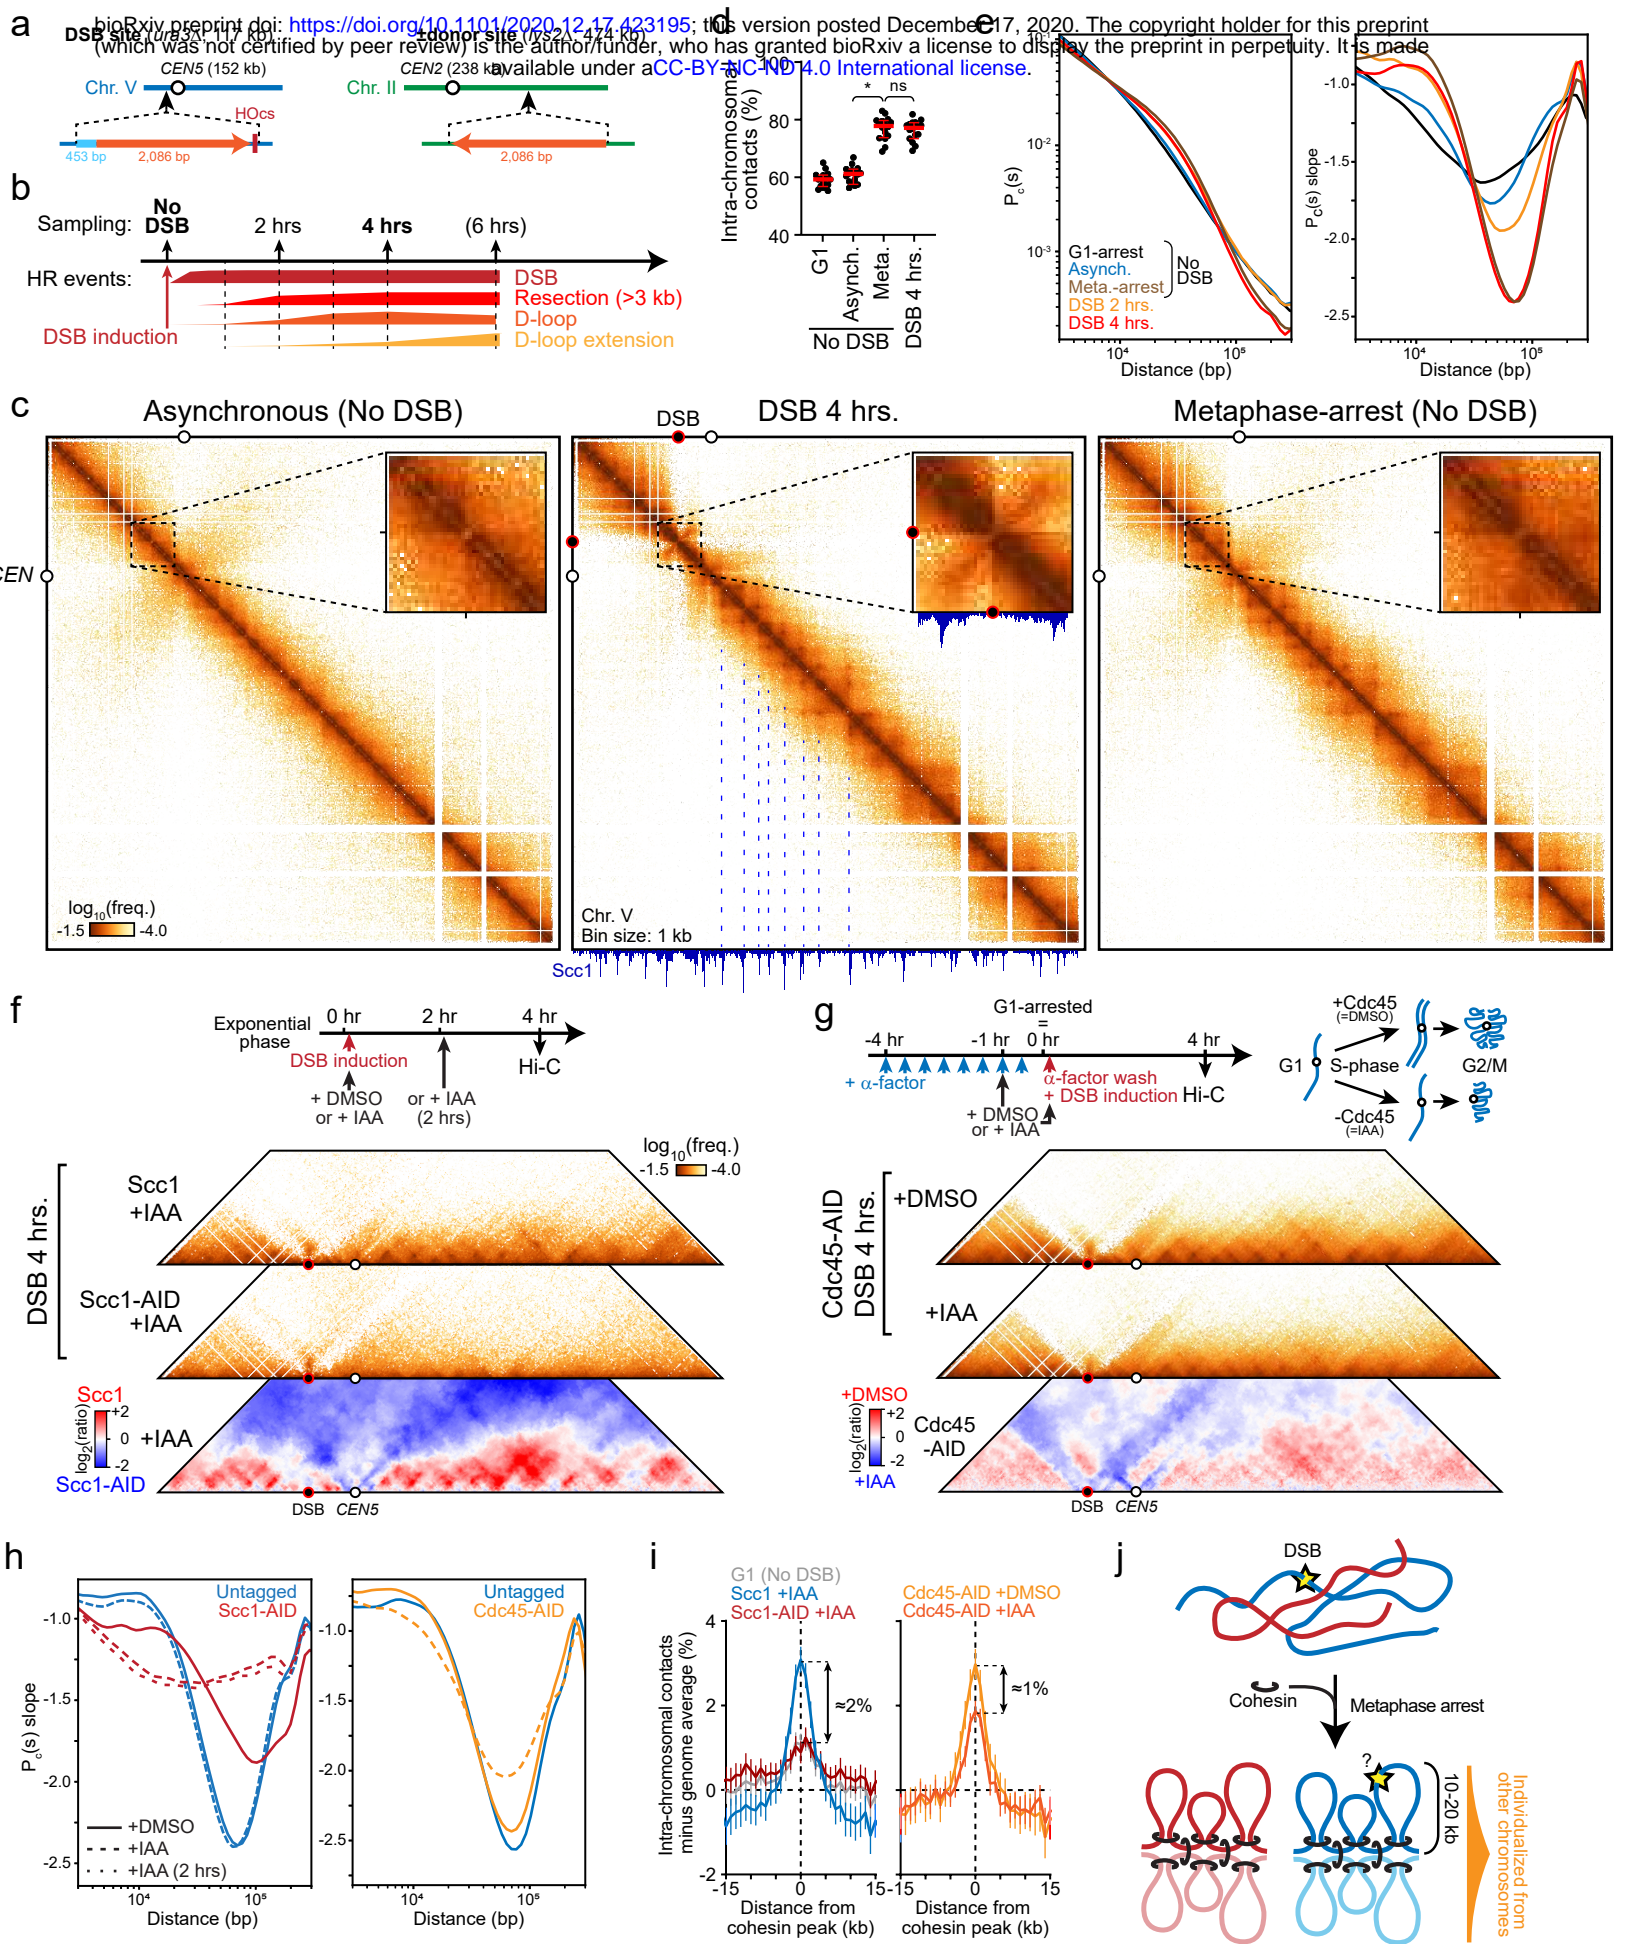 bioRxiv preprint doi: https://doi.org/10.1101/2020.12.17.423195; this version posted December 17, 2020. The copyright holder for this preprint
(which was not certified by peer review) is the author/funder, who has granted bioRxiv a license to display the preprint in perpetuity. It is made
available under aCC-BY-NC-ND 4.0 International license.
a
DSB site (ura3Δ; 117 kb)
±donor site (lys2Δ; 474 kb)
CEN5 (152 kb)
CEN2 (238 kb)
Chr. V
Chr. II
HOcs
453 bp
2,086 bp
2,086 bp
b
Sampling:
No
DSB
2 hrs
4 hrs
(6 hrs)
HR events:
DSB
Resection (>3 kb)
D-loop
D-loop extension
DSB induction
d
Intra-chromosomal
contacts (%)
100
80
60
40
*
ns
G1
Asynch.
Meta.
DSB 4 hrs.
No DSB
e
Pc(s)
10-1
10-2
10-3
G1-arrest
Asynch.
Meta.-arrest
No
DSB
DSB 2 hrs.
DSB 4 hrs.
10⁴
10⁵
Distance (bp)
Pc(s) slope
-1.0
-1.5
-2.0
-2.5
10⁴
10⁵
Distance (bp)
c
Asynchronous (No DSB)
DSB
DSB 4 hrs.
Metaphase-arrest (No DSB)
CEN
log10(freq.)
-1.5
-4.0
Chr. V
Bin size: 1 kb
Scc1
f
Exponential
phase
0 hr
2 hr
4 hr
DSB induction
Hi-C
+ DMSO
or + IAA
or + IAA
(2 hrs)
log10(freq.)
-1.5
-4.0
DSB 4 hrs.
Scc1
+IAA
Scc1-AID
+IAA
Scc1
log2(ratio)
+2
0
-2
+IAA
Scc1-AID
DSB
CEN5
g
G1-arrested
=
-4 hr
-1 hr
0 hr
4 hr
+ α-factor
α-factor wash
+ DSB induction
Hi-C
+ DMSO
or + IAA
G1
+Cdc45
(=DMSO)
S-phase
G2/M
-Cdc45
(=IAA)
Cdc45-AID
DSB 4 hrs.
+DMSO
+IAA
+DMSO
log2(ratio)
+2
0
-2
Cdc45
-AID
+IAA
DSB
CEN5
h
Pc(s) slope
-1.0
-1.5
-2.0
-2.5
Untagged
Scc1-AID
+DMSO
+IAA
+IAA (2 hrs)
10⁴
10⁵
Distance (bp)
-1.0
-1.5
-2.0
-2.5
Untagged
Cdc45-AID
10⁴
10⁵
Distance (bp)
i
G1 (No DSB)
Scc1 +IAA
Scc1-AID +IAA
Intra-chromosomal contacts
minus genome average (%)
4
2
0
-2
≈2%
-15
0
15
Distance from
cohesin peak (kb)
Cdc45-AID +DMSO
Cdc45-AID +IAA
≈1%
-15
0
15
Distance from
cohesin peak (kb)
j
DSB
Cohesin
Metaphase arrest
?
10-20 kb
Individualized from
other chromosomes